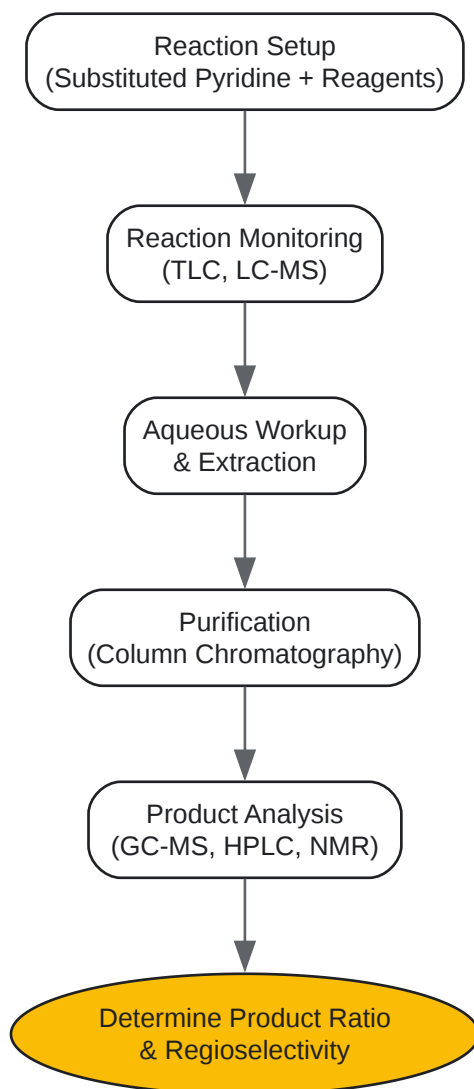 Reaction Setup
(Substituted Pyridine + Reagents)
Reaction Monitoring
(TLC, LC-MS)
Aqueous Workup
& Extraction
Purification
(Column Chromatography)
Product Analysis
(GC-MS, HPLC, NMR)
Determine Product Ratio
& Regioselectivity